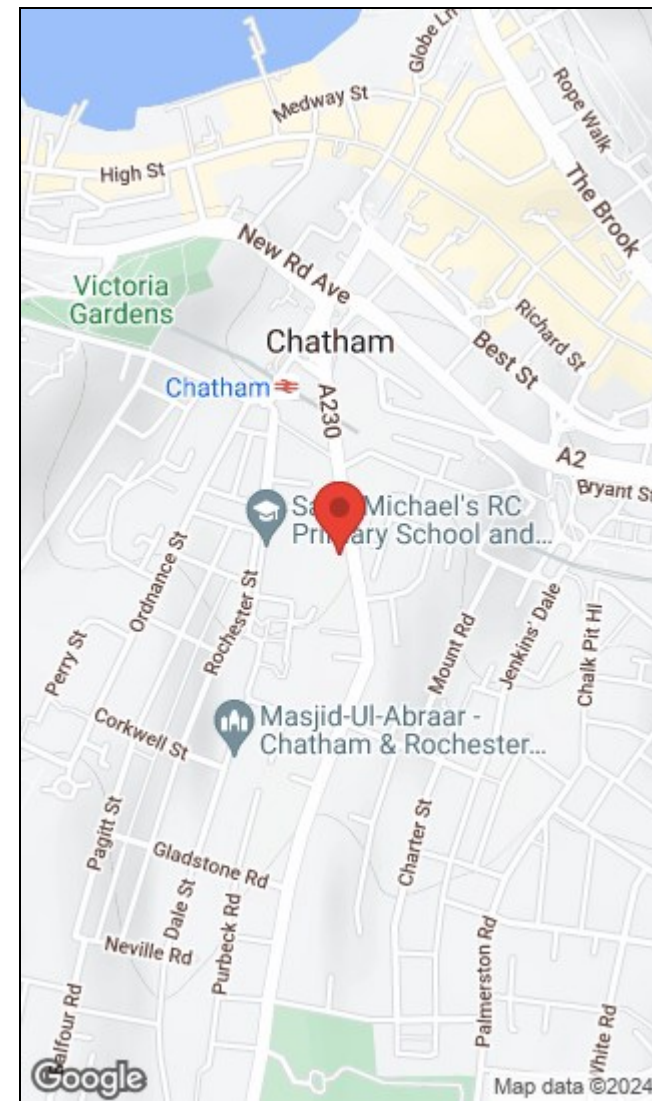 Globe Ln
Medway St
Rope Walk
High St
The Brook
New Rd Ave
Victoria
Gardens
Richard St
Chatham
Best St
Chatham
A230
A2
Bryant St
Michael's RC
Primary School and...
Ordnance St
Rochester St
Jenkins' Dale
Chalk Pit Hl
Mount Rd
Perry St
Masjid-Ul-Abraar -
Chatham & Rochester...
Corkwell St
Pagitt St
Charter St
Gladstone Rd
Dale St
Purbeck Rd
Neville Rd
Palmerston Rd
Balfour Rd
White Rd
Google
Map data ©2024